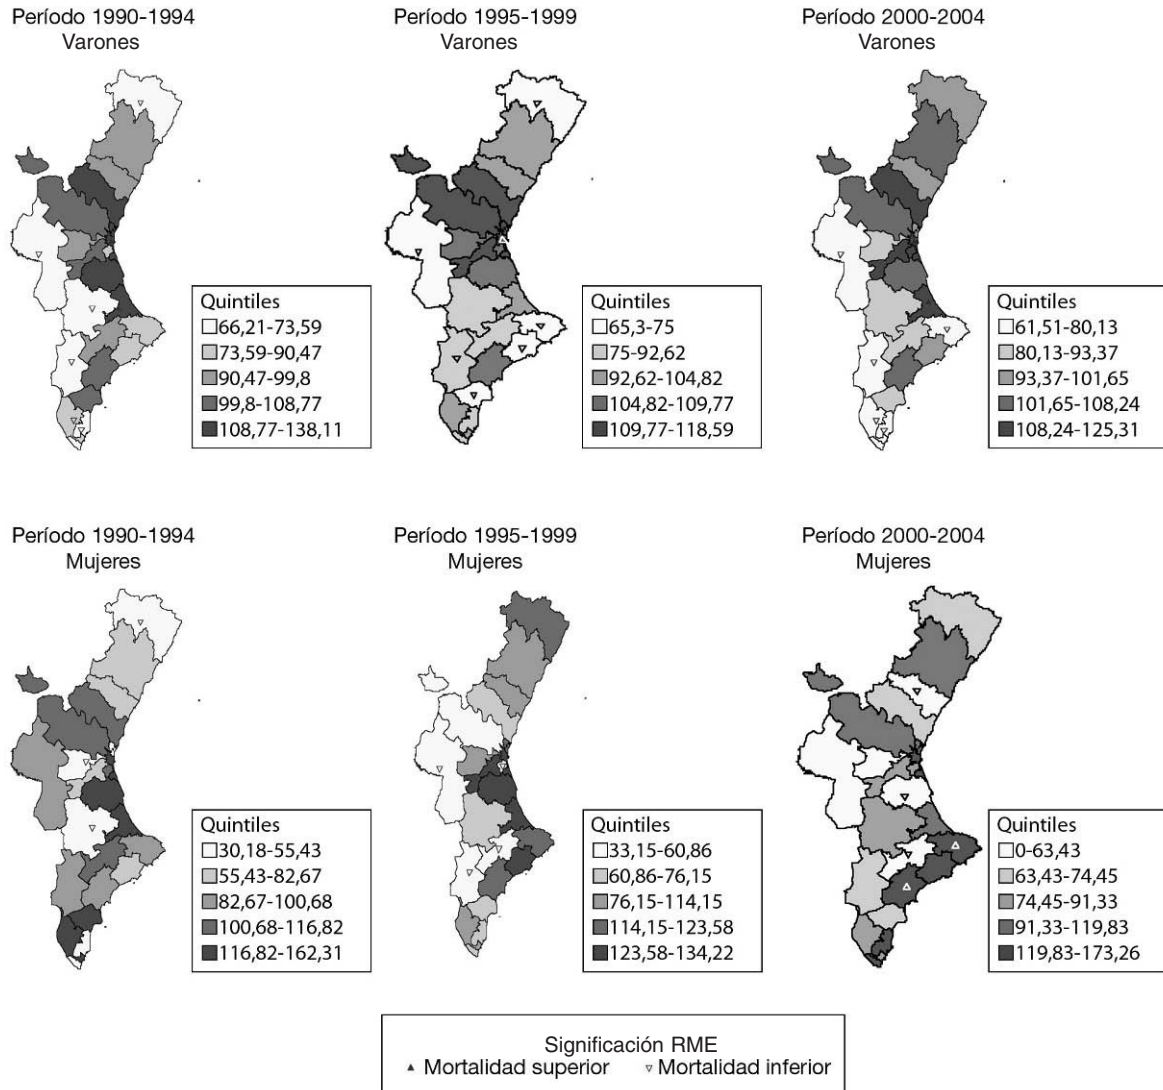 Período 1990-1994
Varones
Período 1995-1999
Varones
Período 2000-2004
Varones
Quintiles
66,21-73,59
73,59-90,47
90,47-99,8
99,8-108,77
108,77-138,11
Quintiles
65,3-75
75-92,62
92,62-104,82
104,82-109,77
109,77-118,59
Quintiles
61,51-80,13
80,13-93,37
93,37-101,65
101,65-108,24
108,24-125,31
Período 1990-1994
Mujeres
Período 1995-1999
Mujeres
Período 2000-2004
Mujeres
Quintiles
30,18-55,43
55,43-82,67
82,67-100,68
100,68-116,82
116,82-162,31
Quintiles
33,15-60,86
60,86-76,15
76,15-114,15
114,15-123,58
123,58-134,22
Quintiles
0-63,43
63,43-74,45
74,45-91,33
91,33-119,83
119,83-173,26
Significación RME
Mortalidad superior Mortalidad inferior